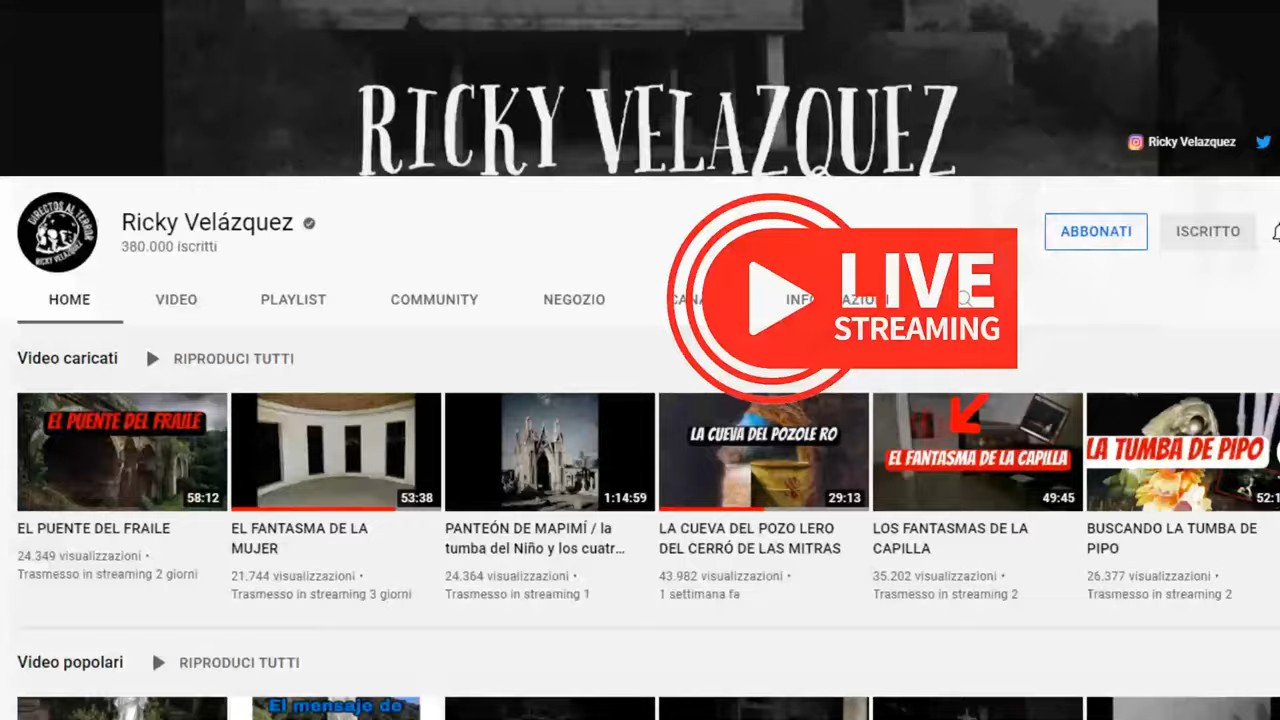 RICKY VELAZQUEZ
Ricky Velazquez
DIRECTOS AL TERROR
RICKY VELAZQUEZ
Ricky Velázquez
380.000 iscritti
ABBONATI
ISCRITTO
HOME
VIDEO
PLAYLIST
COMMUNITY
NEGOZIO
LIVE
STREAMING
Video caricati
RIPRODUCI TUTTI
EL PUENTE DEL FRAILE
58:12
53:38
1:14:59
LA CUEVA DEL POZOLE RO
29:13
EL FANTASMA DE LA CAPILLA
49:45
LA TUMBA DE PIPO
52:1
EL PUENTE DEL FRAILE
24.349 visualizzazioni •
Trasmesso in streaming 2 giorni
EL FANTASMA DE LA
MUJER
21.744 visualizzazioni •
Trasmesso in streaming 3 giorni
PANTEÓN DE MAPIMÍ / la
tumba del Niño y los cuatr...
24.364 visualizzazioni •
Trasmesso in streaming 1
LA CUEVA DEL POZO LERO
DEL CERRÓ DE LAS MITRAS
43.982 visualizzazioni •
1 settimana fa
LOS FANTASMAS DE LA
CAPILLA
35.202 visualizzazioni •
Trasmesso in streaming 2
BUSCANDO LA TUMBA DE
PIPO
26.377 visualizzazioni •
Trasmesso in streaming 2
Video popolari
RIPRODUCI TUTTI
El mensaje de